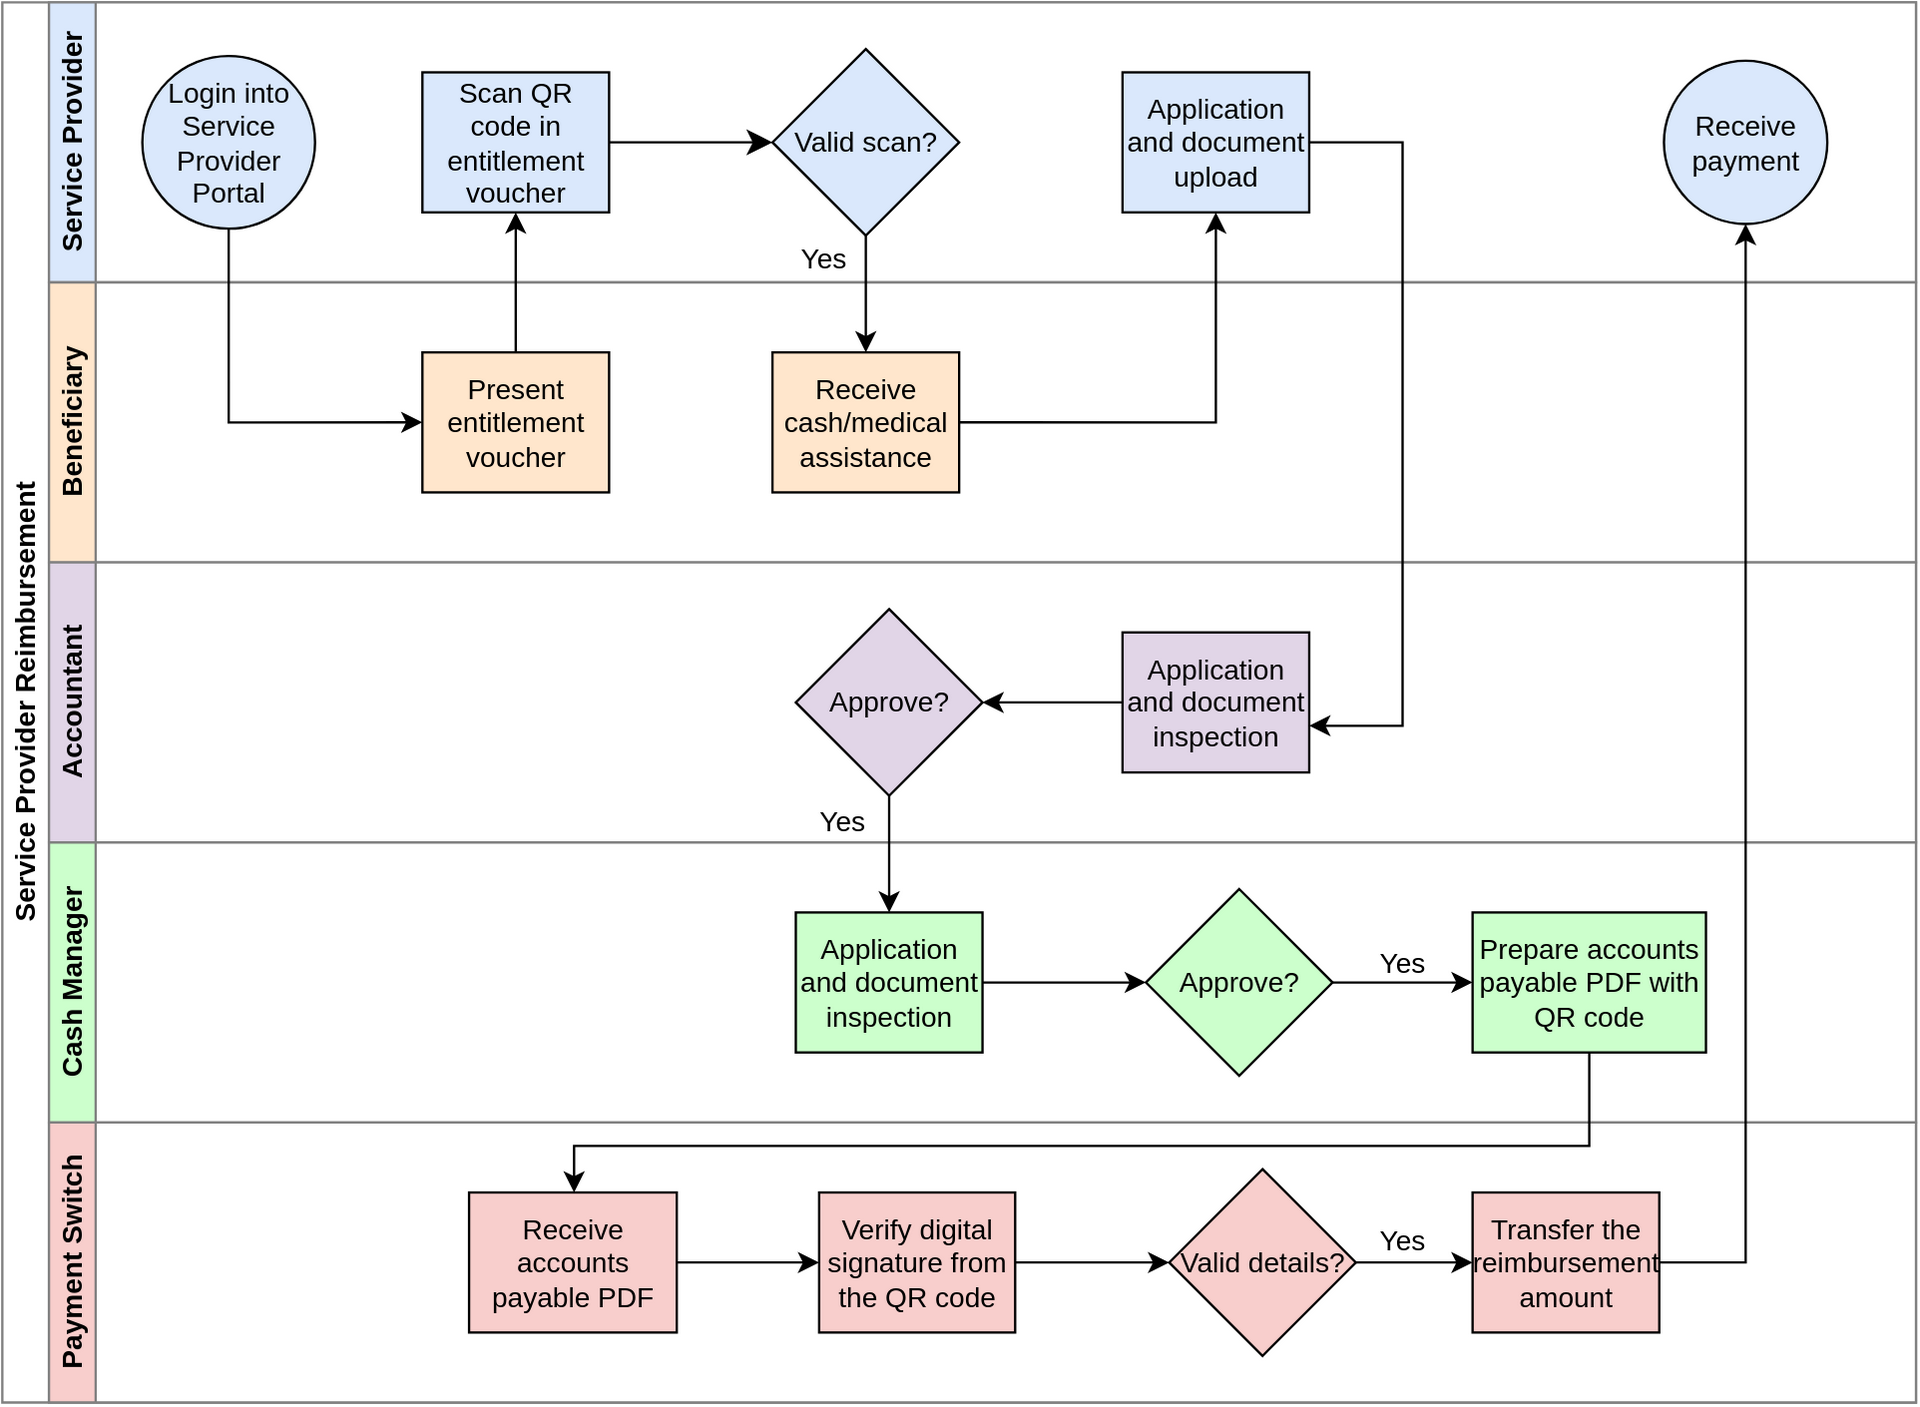 Service Provider Reimbursement
Service Provider
Login into
Service
Provider
Portal
Scan QR
code in
entitlement
voucher
Valid scan?
Yes
Application
and document
upload
Receive
payment
Beneficiary
Present
entitlement
voucher
Receive
cash/medical
assistance
Accountant
Approve?
Yes
Application
and document
inspection
Cash Manager
Application
and document
inspection
Approve?
Yes
Prepare accounts
payable PDF with
QR code
Payment Switch
Receive
accounts
payable PDF
Verify digital
signature from
the QR code
Valid details?
Yes
Transfer the
reimbursement
amount